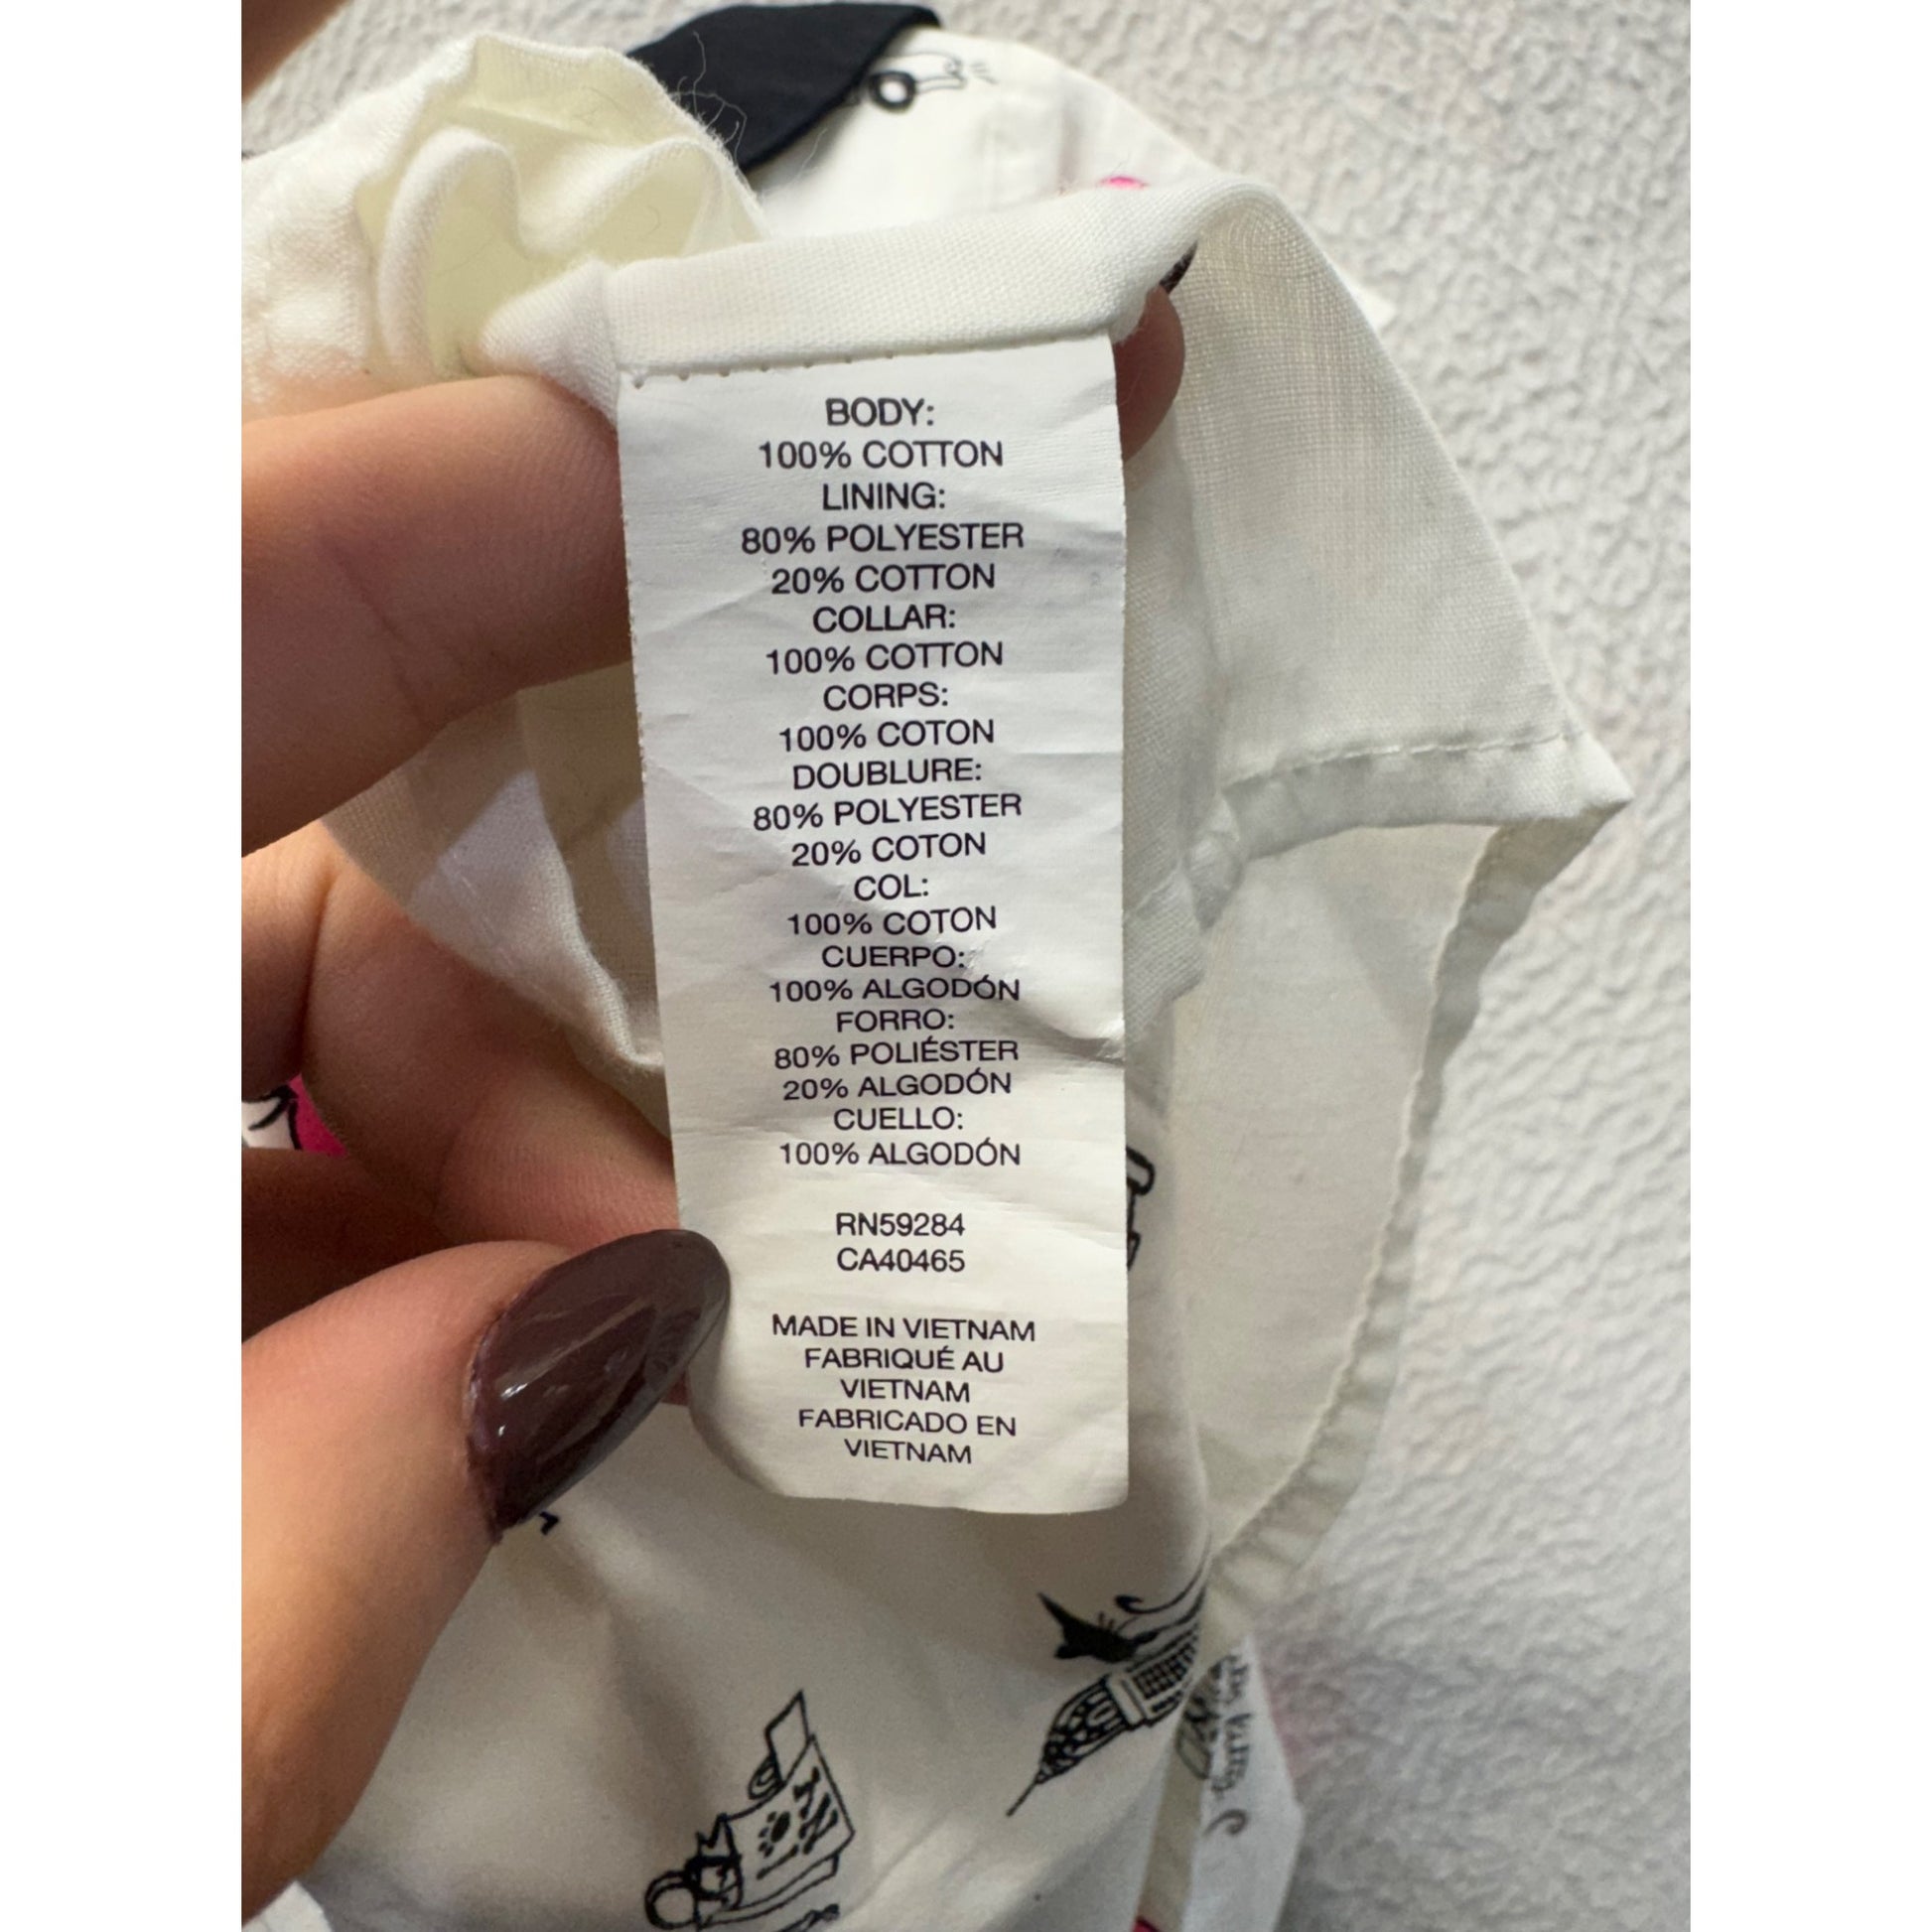 BODY:
100% COTTON
LINING:
80% POLYESTER
20% COTTON
COLLAR:
100% COTTON
CORPS:
100% COTON
DOUBLURE:
80% POLYESTER
20% COTON
COL:
100% COTON
CUERPO:
100% ALGODÓN
FORRO:
80% POLIÉSTER
20% ALGODÓN
CUELLO:
100% ALGODÓN
RN59284
CA40465
MADE IN VIETNAM
FABRIQUÉ AU
VIETNAM
FABRICADO EN
VIETNAM